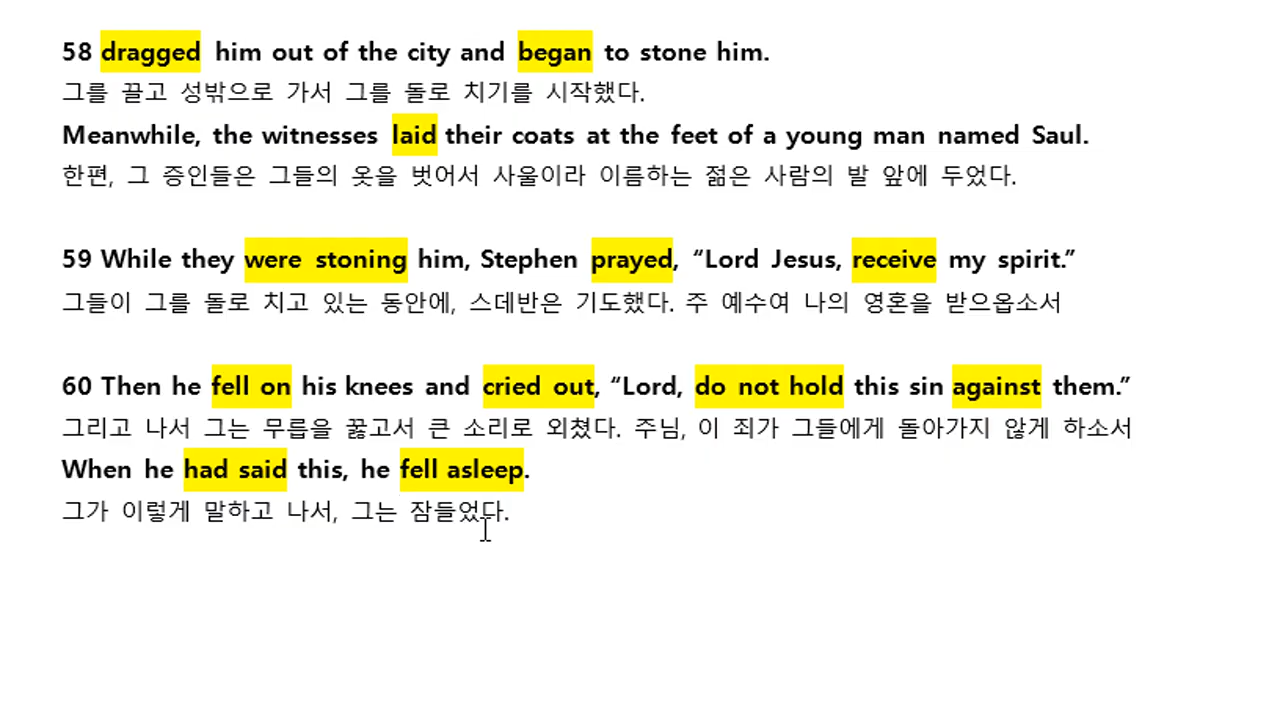 58 dragged him out of the city and began to stone him.
그를 끌고 성밖으로 가서 그를 돌로 치기를 시작했다.
Meanwhile, the witnesses laid their coats at the feet of a young man named Saul.
한편, 그 증인들은 그들의 옷을 벗어서 사울이라 이름하는 젊은 사람의 발 앞에 두었다.
59 While they were stoning him, Stephen prayed, “Lord Jesus, receive my spirit.”
그들이 그를 돌로 치고 있는 동안에, 스데반은 기도했다. 주 예수여 나의 영혼을 받으옵소서
60 Then he fell on his knees and cried out, “Lord, do not hold this sin against them.”
그리고 나서 그는 무릅을 꿇고서 큰 소리로 외쳤다. 주님, 이 죄가 그들에게 돌아가지 않게 하소서
When he had said this, he fell asleep.
그가 이렇게 말하고 나서, 그는 잠들었다.